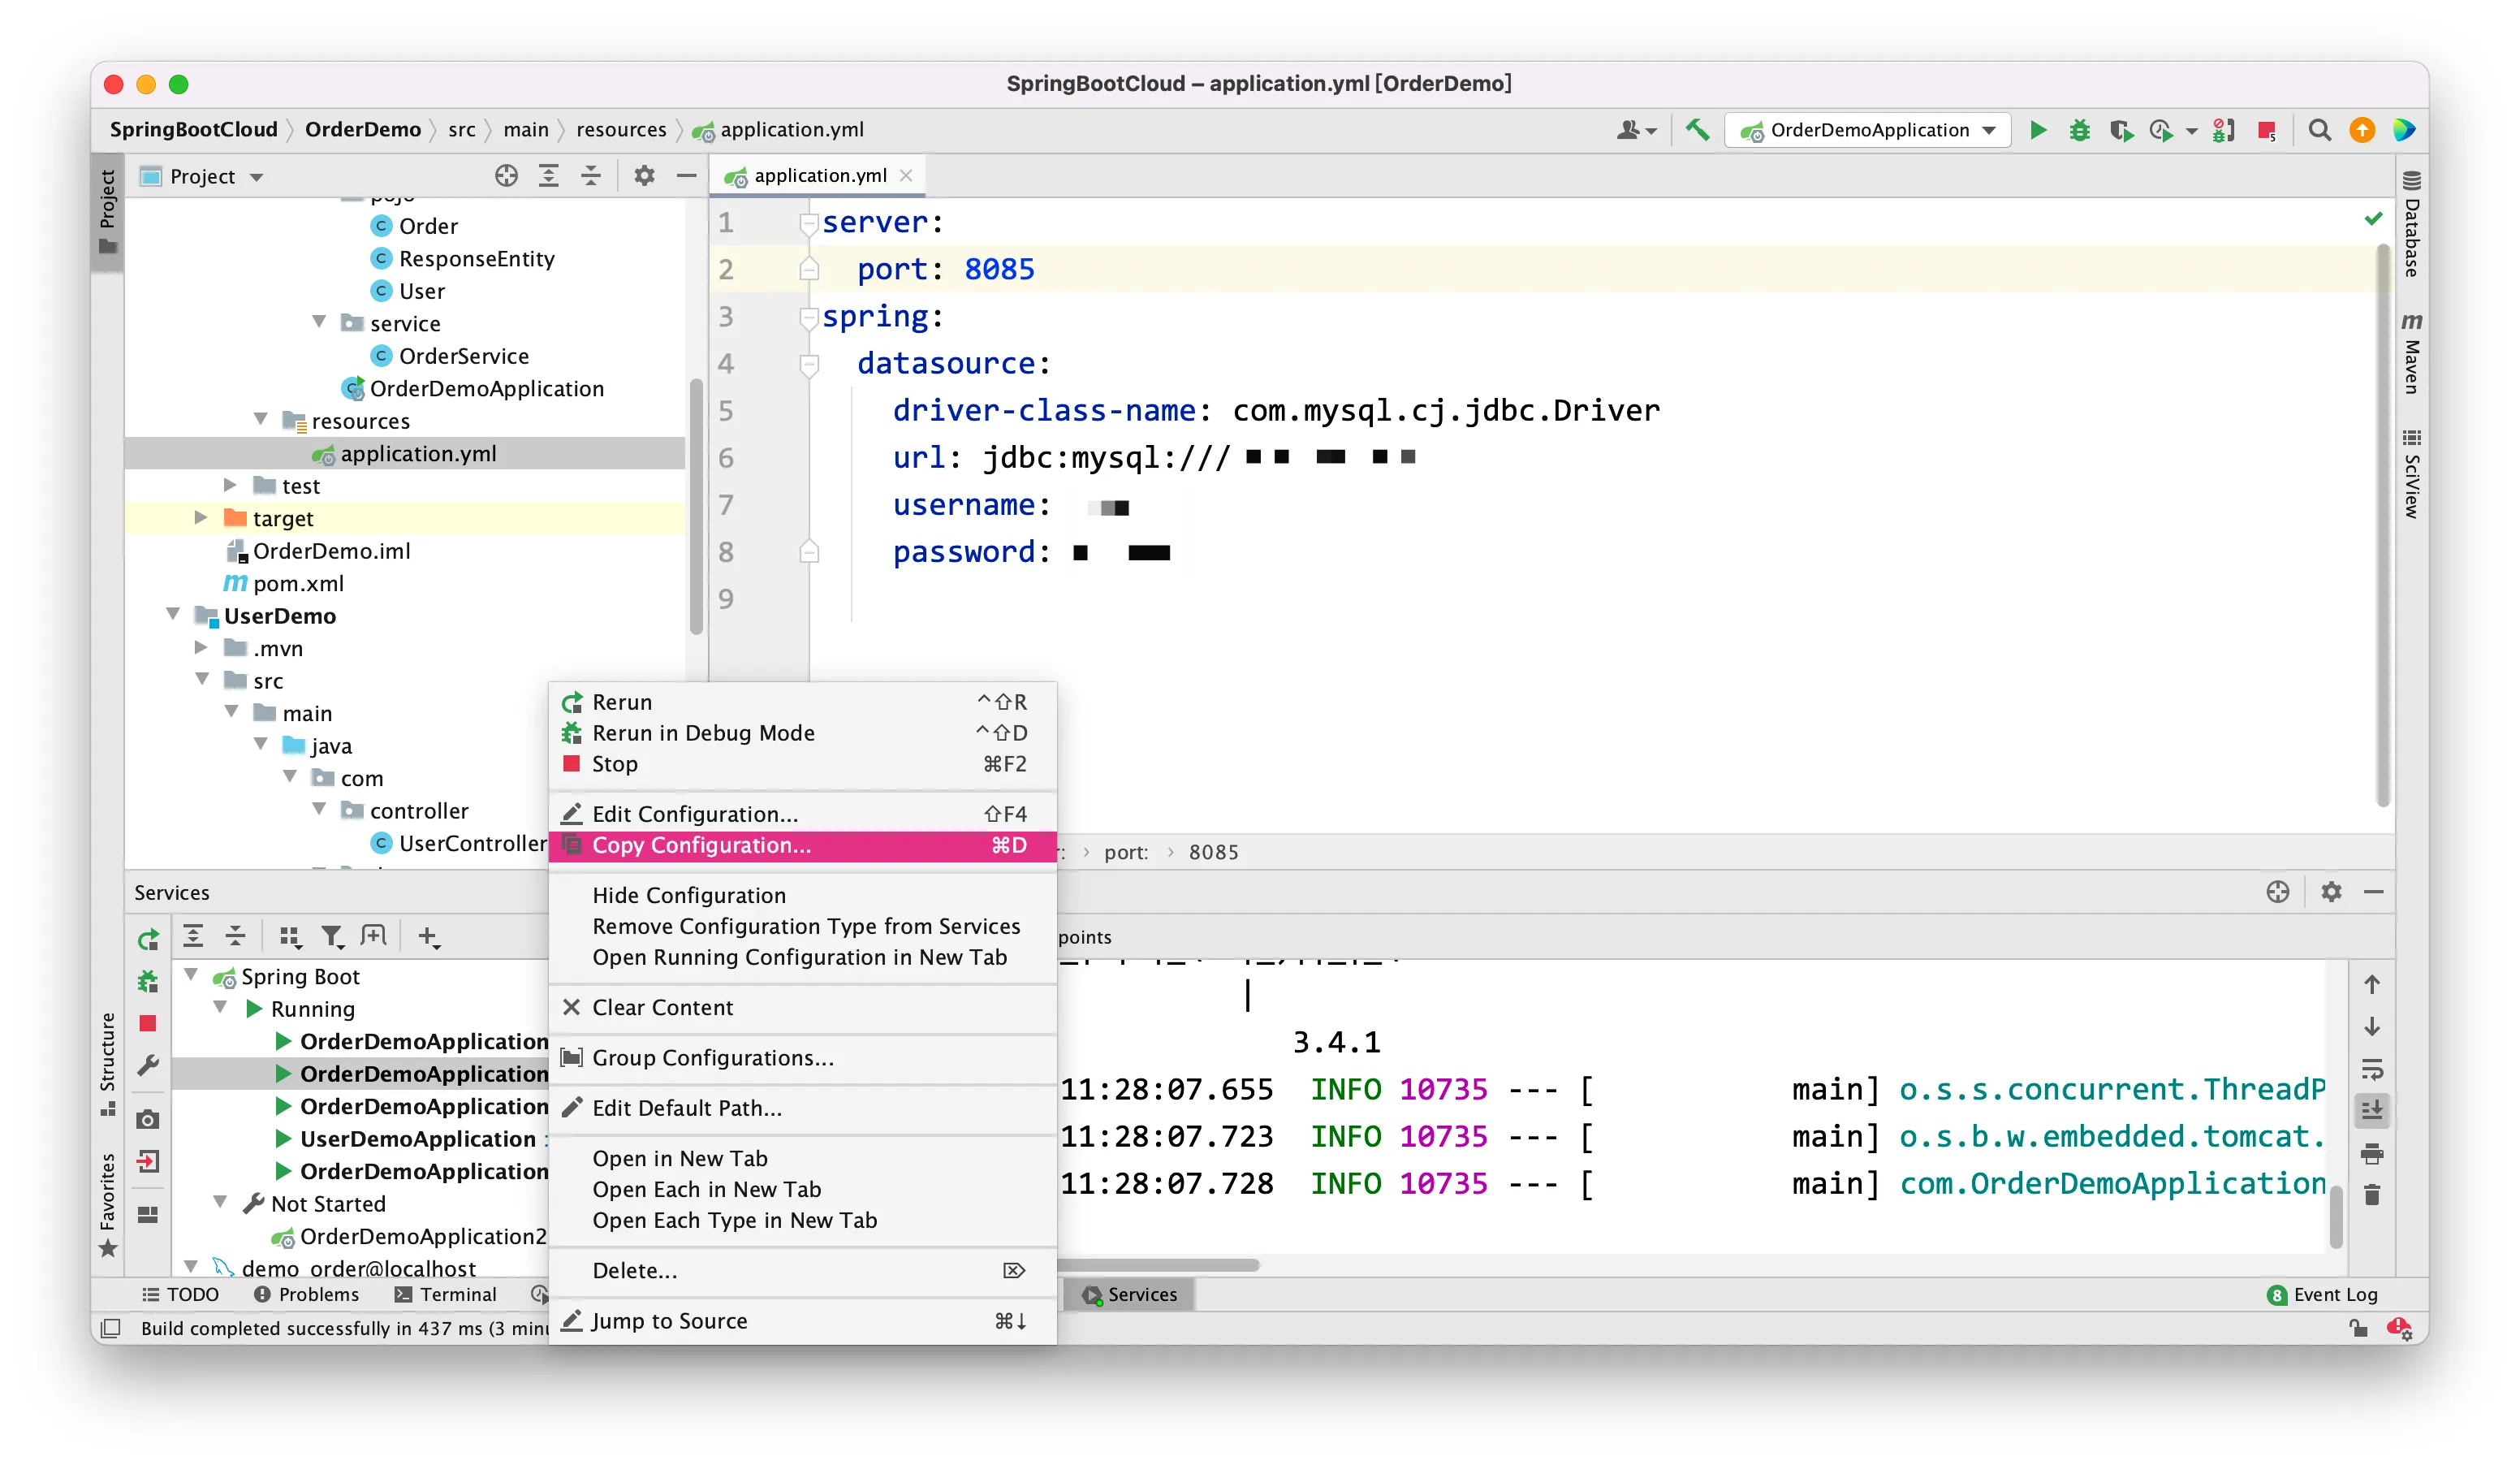 SpringBootCloud – application.yml [OrderDemo]
SpringBootCloud OrderDemo src main resources application.yml
OrderDemoApplication
5
Project
Project
application.yml
Order
ResponseEntity
User
service
OrderService
OrderDemoApplication
resources
application.yml
test
target
OrderDemo.iml
pom.xml
UserDemo
.mvn
src
main
java
com
controller
UserController
1 server:
2 port: 8085
3 spring:
4 datasource:
5 driver-class-name: com.mysql.cj.jdbc.Driver
6 url: jdbc:mysql:///
7 username:
8 password:
9
Database
Maven
SciView
port: › 8085
Rerun ^⇧R
Rerun in Debug Mode ^⇧D
Stop ⌘F2
Edit Configuration... ⇧F4
Copy Configuration... ⌘D
Hide Configuration
Remove Configuration Type from Services
Open Running Configuration in New Tab
Clear Content
Group Configurations...
Edit Default Path...
Open in New Tab
Open Each in New Tab
Open Each Type in New Tab
Delete... ⌦
Jump to Source ⌘↓
Services
Spring Boot
Running
OrderDemoApplication
OrderDemoApplication
OrderDemoApplication
UserDemoApplication :
OrderDemoApplication
Not Started
OrderDemoApplication2
demo_order@localhost
points
3.4.1
11:28:07.655 INFO 10735 --- [ main] o.s.s.concurrent.ThreadP
11:28:07.723 INFO 10735 --- [ main] o.s.b.w.embedded.tomcat.
11:28:07.728 INFO 10735 --- [ main] com.OrderDemoApplication
Structure
Favorites
TODO Problems Terminal Services 8 Event Log
Build completed successfully in 437 ms (3 minu